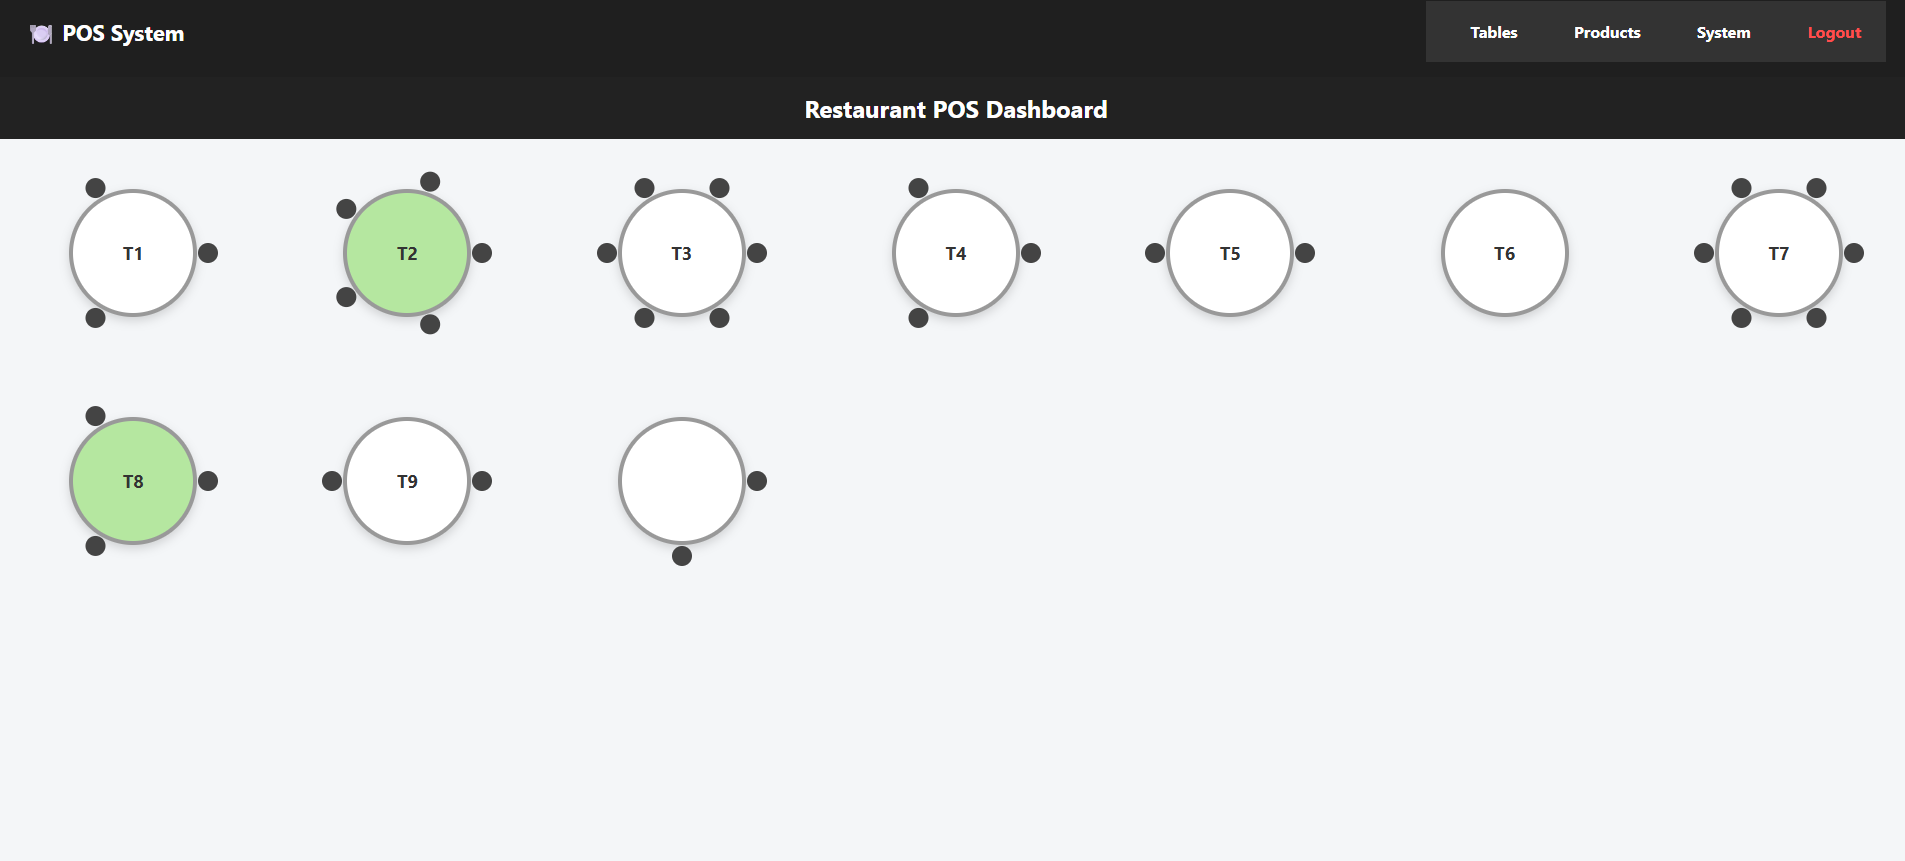 POS System
Tables Products System Logout
Restaurant POS Dashboard
T1 T2 T3 T4 T5 T6 T7
T8 T9